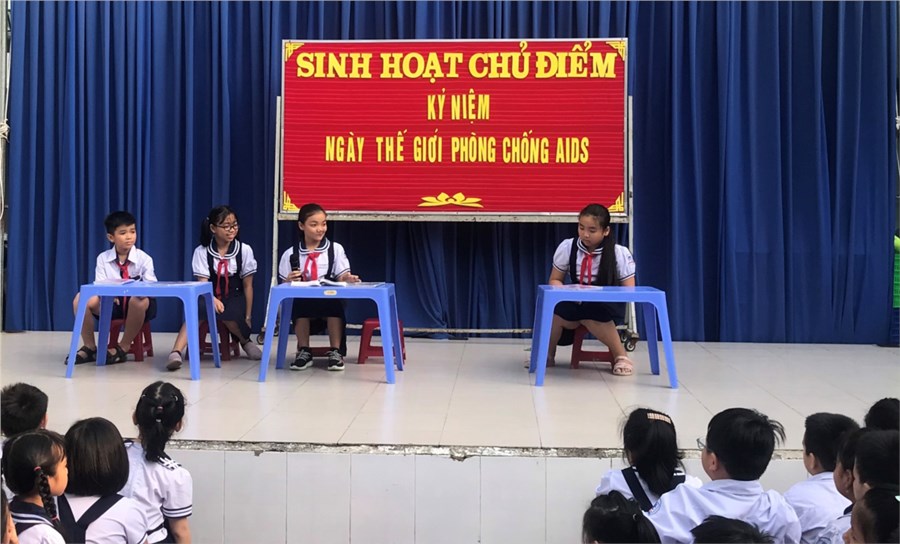 SINH HOẠT CHỦ ĐIỂM
KỶ NIỆM
NGÀY THẾ GIỚI PHÒNG CHỐNG AIDS